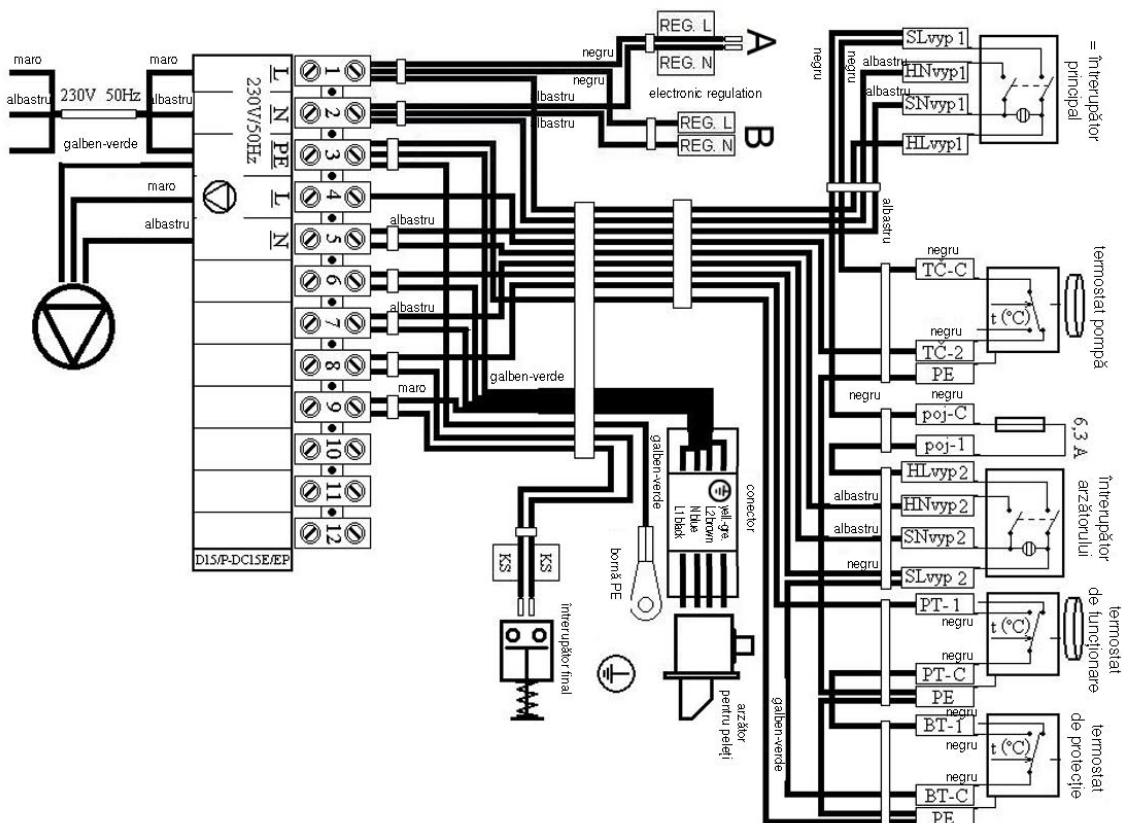 maro
albastru
230V 50Hz
galben-verde
maro
albastru
maro
albastru
230V/50Hz
L
N
PE
L
N
D15/P-DC15E/EP
1
2
3
4
5
6
7
8
9
10
11
12
negru
negru
albastru
albastru
REG. L
REG. N
A
electronic regulation
REG. L
REG. N
B
albastru
albastru
galben-verde
maro
galben-verde
bornă PE
KS
KS
întrerupător final
conector
yell.-gre.
L2 brown
N blue
L1 black
arzător
pentru peleți
negru
negru
albastru
albastru
albastru
SLvyp 1
HNvyp1
SNvyp1
HLvyp1
= întrerupător
principal
negru
TČ-C
t (°C)
negru
TČ-2
PE
termostat pompă
negru
negru
poj-C
poj-1
6,3 A
HLvyp 2
albastru
HNvyp 2
albastru
SNvyp 2
negru
SLvyp 2
întrerupător
arzătorului
PT-1
negru
t (°C)
negru
PT-C
PE
termostat
de funcționare
negru
BT-1
negru
t (°C)
negru
BT-C
PE
termostat
de protecție
galben-verde